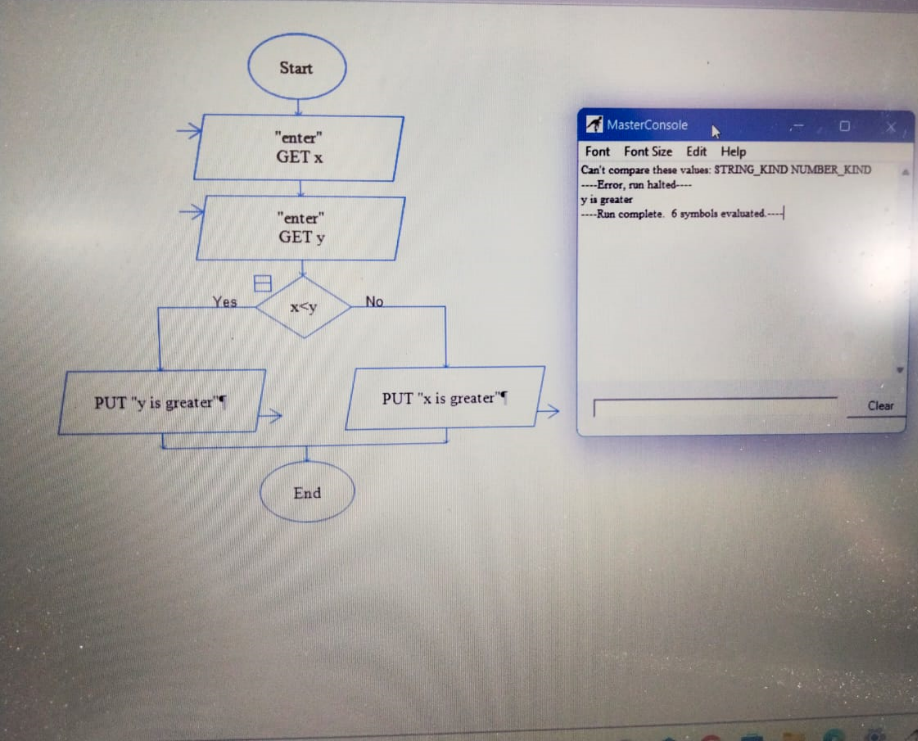 Start
"enter"
GET x
"enter"
GET y
x<y
Yes
No
PUT "y is greater"¶
PUT "x is greater"¶
End
MasterConsole
Font Font Size Edit Help
Can't compare these values: STRING_KIND NUMBER_KIND
----Error, run halted----
y is greater
----Run complete. 6 symbols evaluated.----
Clear